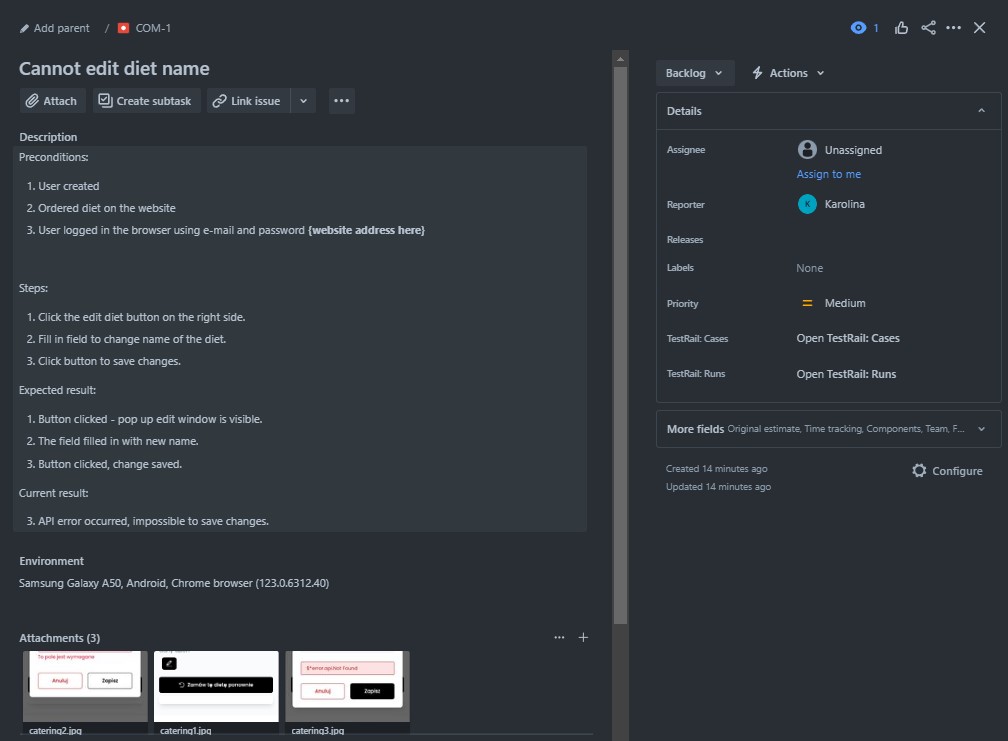 Add parent / COM-1
1
Cannot edit diet name
Attach Create subtask Link issue
Description
Preconditions:
1. User created
2. Ordered diet on the website
3. User logged in the browser using e-mail and password {website address here}
Steps:
1. Click the edit diet button on the right side.
2. Fill in field to change name of the diet.
3. Click button to save changes.
Expected result:
1. Button clicked - pop up edit window is visible.
2. The field filled in with new name.
3. Button clicked, change saved.
Current result:
3. API error occurred, impossible to save changes.
Environment
Samsung Galaxy A50, Android, Chrome browser (123.0.6312.40)
Attachments (3)
To pole jest wymagane
Anuluj Zapisz
catering2.jpg
Zamów tę dietę ponownie
catering1.jpg
$*error.api.Not Found
Anuluj Zapisz
catering3.jpg
Backlog Actions
Details
Assignee Unassigned
Assign to me
Reporter K Karolina
Releases
Labels None
Priority Medium
TestRail: Cases Open TestRail: Cases
TestRail: Runs Open TestRail: Runs
More fields Original estimate, Time tracking, Components, Team, F...
Created 14 minutes ago Configure
Updated 14 minutes ago